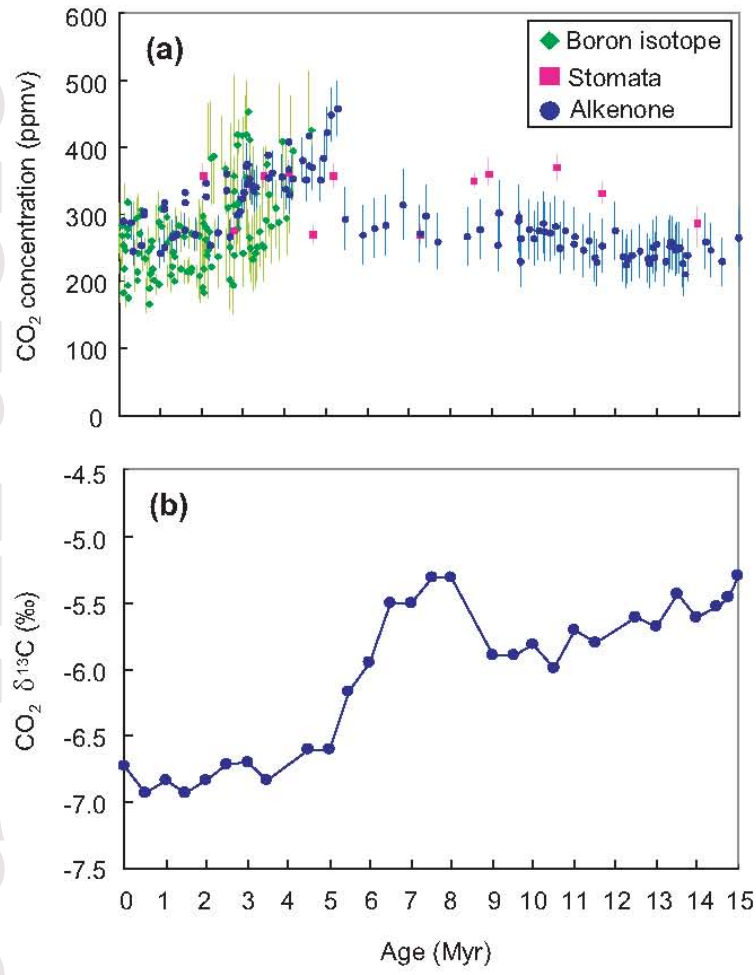 600
(a)
Boron isotope
Stomata
Alkenone
500
400
300
200
100
0
CO₂ concentration (ppmv)
-4.5
(b)
-5.0
-5.5
-6.0
-6.5
-7.0
-7.5
CO₂ δ¹³C (‰)
0 1 2 3 4 5 6 7 8 9 10 11 12 13 14 15
Age (Myr)